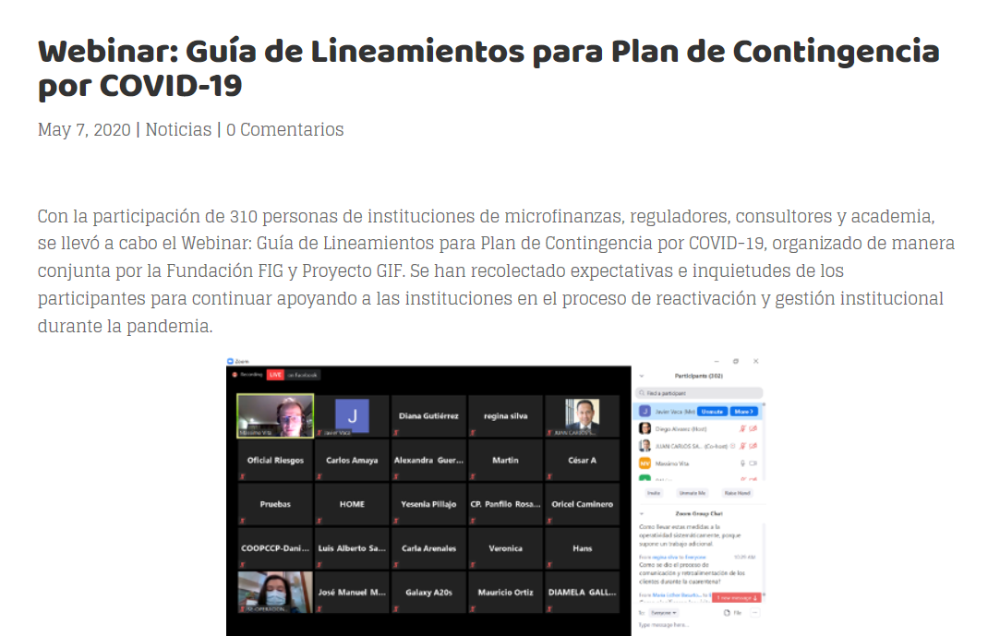 Webinar: Guía de Lineamientos para Plan de Contingencia
por COVID-19
May 7, 2020 | Noticias | 0 Comentarios
Con la participación de 310 personas de instituciones de microfinanzas, reguladores, consultores y academia,
se llevó a cabo el Webinar: Guía de Lineamientos para Plan de Contingencia por COVID-19, organizado de manera
conjunta por la Fundación FIG y Proyecto GIF. Se han recolectado expectativas e inquietudes de los
participantes para continuar apoyando a las instituciones en el proceso de reactivación y gestión institucional
durante la pandemia.
Zoom
Recording LIVE on Facebook
Massimo Vita
J
Javier Vaca
Diana Gutiérrez
regina silva
JUAN CARLOS
Oficial Riesgos
Carlos Amaya
Alexandra Guer...
Martin
César A
Pruebas
HOME
Yesenia Pillajo
CP. Panfilo Rosa...
Oricel Caminero
COOPCCP-Dani...
Luis Alberto Sa...
Carla Arenales
Veronica
Hans
José Manuel M...
Galaxy A20s
Mauricio Ortiz
DIAMELA GALL...
Participants (302)
Find a participant
J Javier Vaca (Me) Unmute More >
Diego Alvarez (Host)
JUAN CARLOS SA... (Co-host)
MV Massimo Vita
Invite Unmute Me Raise Hand
Zoom Group Chat
Como llevar estas medidas a la
operatividad sistemáticamente, porque
supone un trabajo adicional.
From regina silva to Everyone: 10:29 AM
Como se dio el proceso de
comunicación y retroalimentación de los
clientes durante la cuarentena?
1 new message
To: Everyone File ...
Type message here...